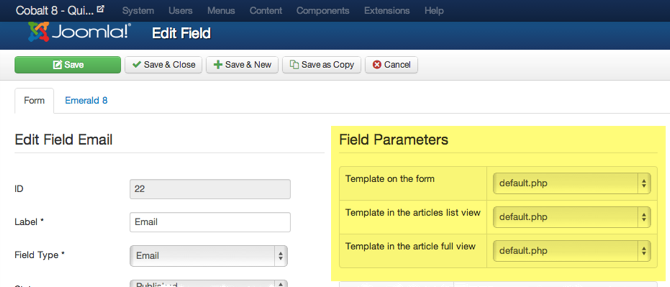 Cobalt 8 - Qui... System Users Menus Content Components Extensions Help
Joomla!® Edit Field
Save Save & Close Save & New Save as Copy Cancel
Form Emerald 8
Edit Field Email
ID 22
Label * Email
Field Type * Email
Field Parameters
Template on the form default.php
Template in the articles list view default.php
Template in the article full view default.php